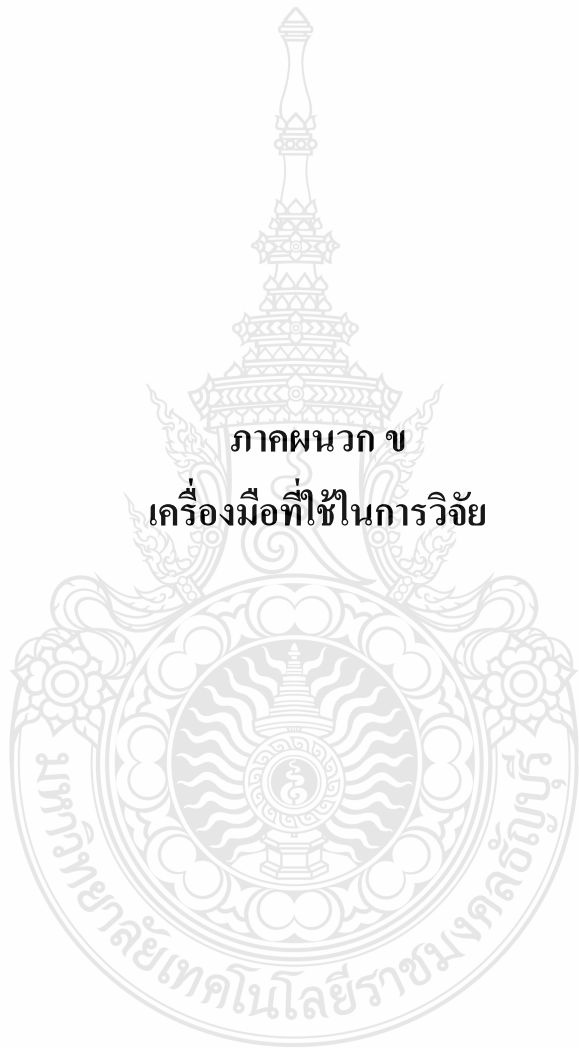 ภาคผนวก ข
เครื่องมือที่ใช้ในการวิจัย
มหาวิทยาลัยเทคโนโลยีราชมงคลธัญบุรี